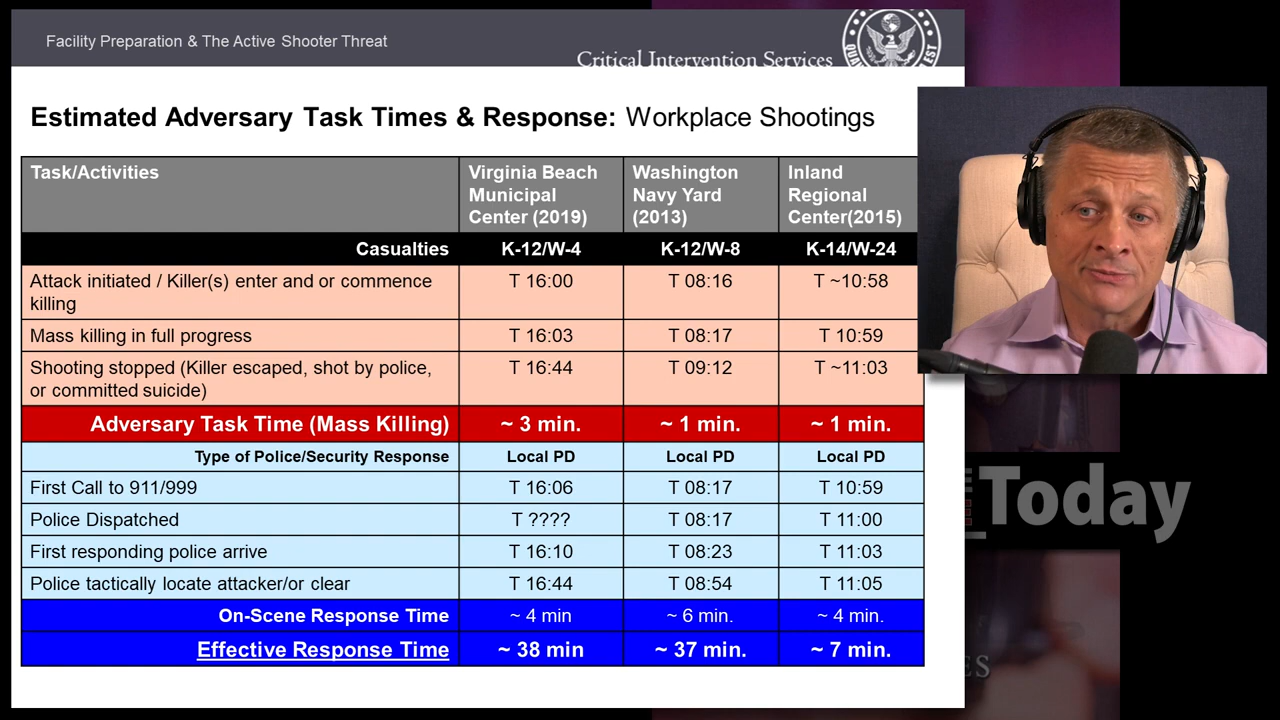 Facility Preparation & The Active Shooter Threat
Critical Intervention Services
Estimated Adversary Task Times & Response: Workplace Shootings
Task/Activities
Virginia Beach
Municipal
Center (2019)
Washington
Navy Yard
(2013)
Inland
Regional
Center(2015)
Casualties K-12/W-4 K-12/W-8 K-14/W-24
Attack initiated / Killer(s) enter and or commence
killing
T 16:00 T 08:16 T ~10:58
Mass killing in full progress T 16:03 T 08:17 T 10:59
Shooting stopped (Killer escaped, shot by police,
or committed suicide)
T 16:44 T 09:12 T ~11:03
Adversary Task Time (Mass Killing) ~ 3 min. ~ 1 min. ~ 1 min.
Type of Police/Security Response Local PD Local PD Local PD
First Call to 911/999 T 16:06 T 08:17 T 10:59
Police Dispatched T ???? T 08:17 T 11:00
First responding police arrive T 16:10 T 08:23 T 11:03
Police tactically locate attacker/or clear T 16:44 T 08:54 T 11:05
On-Scene Response Time ~ 4 min ~ 6 min. ~ 4 min.
Effective Response Time ~ 38 min ~ 37 min. ~ 7 min.
Today